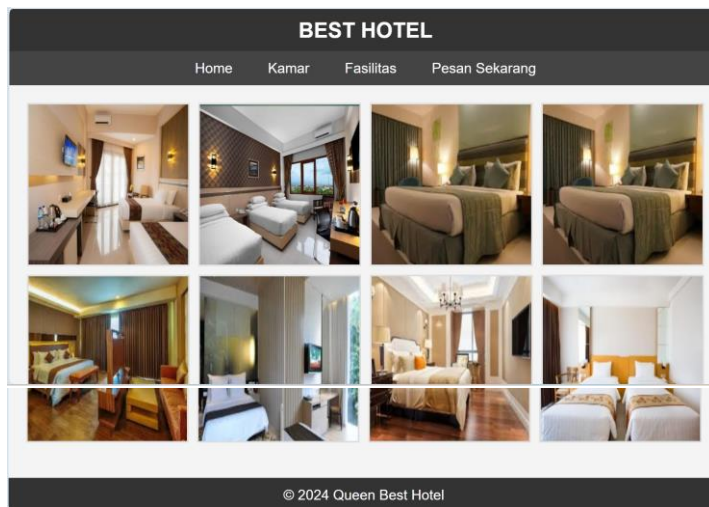 BEST HOTEL
Home Kamar Fasilitas Pesan Sekarang
© 2024 Queen Best Hotel